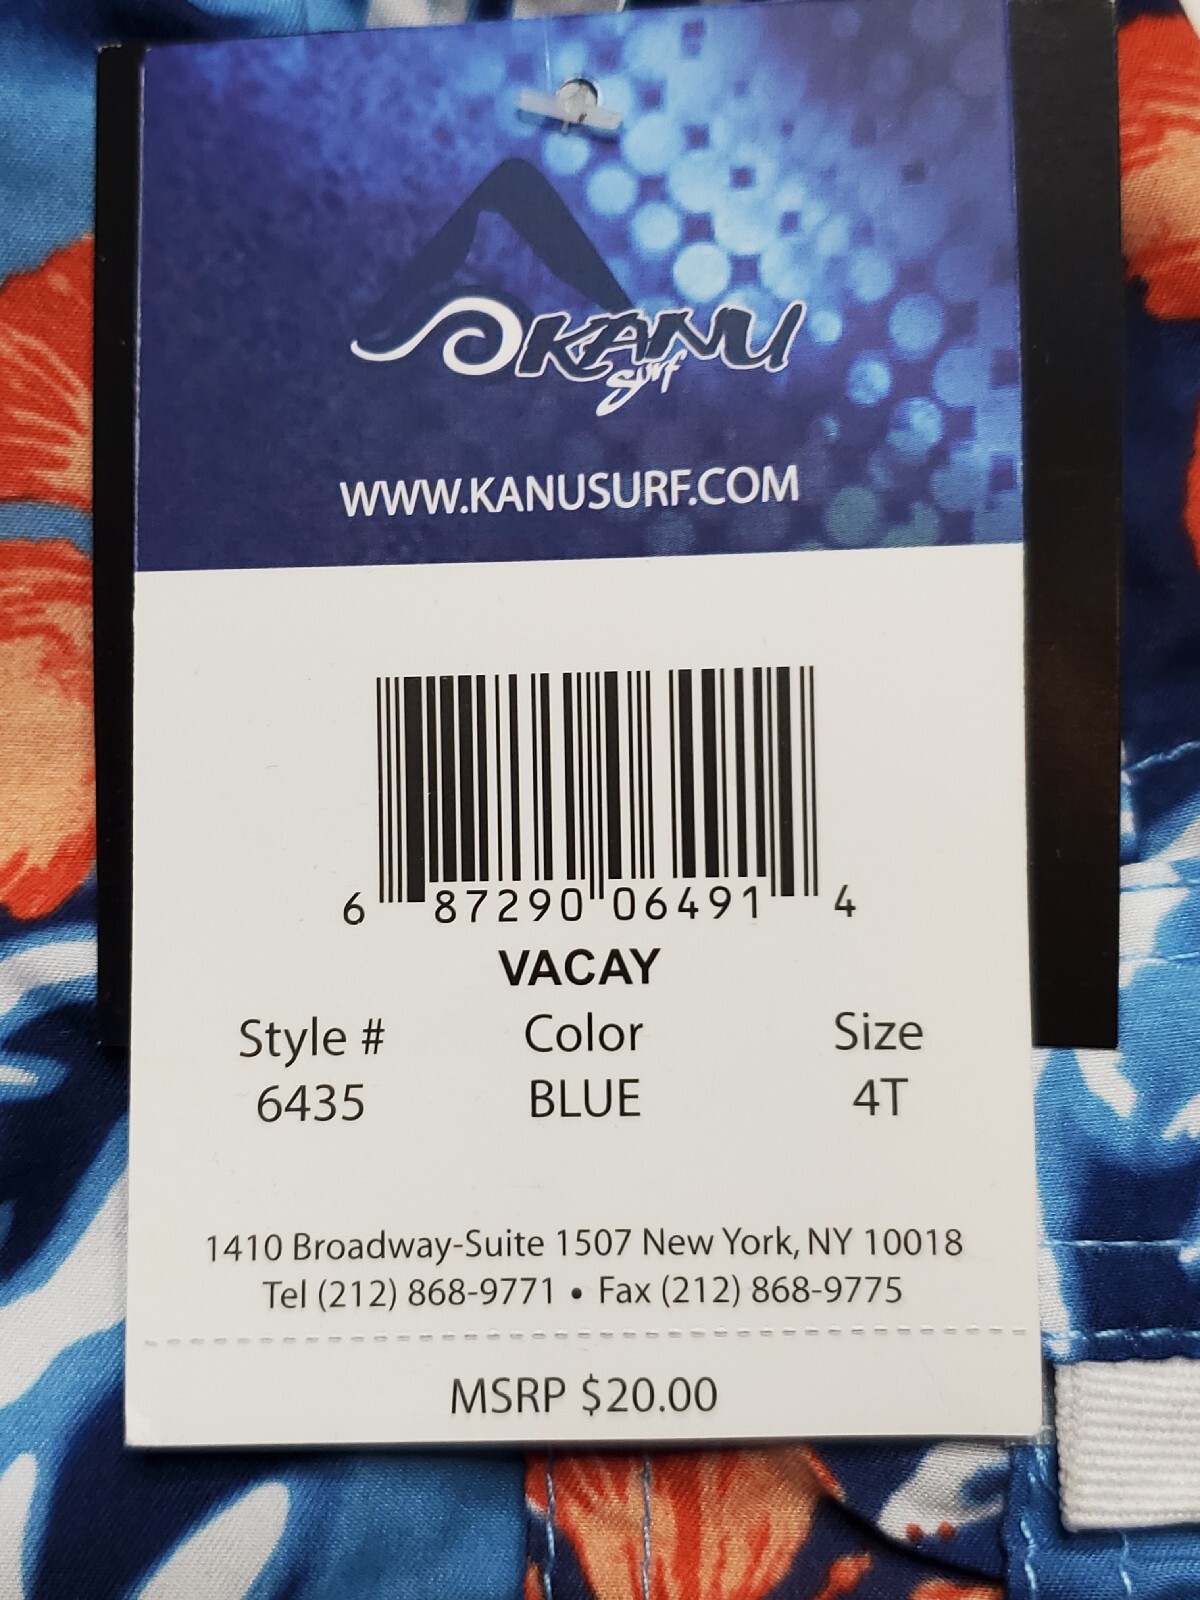 KANU
Surf
WWW.KANUSURF.COM
6 87290 06491 4
VACAY
Style # Color Size
6435 BLUE 4T
1410 Broadway-Suite 1507 New York, NY 10018
Tel (212) 868-9771 • Fax (212) 868-9775
MSRP $20.00